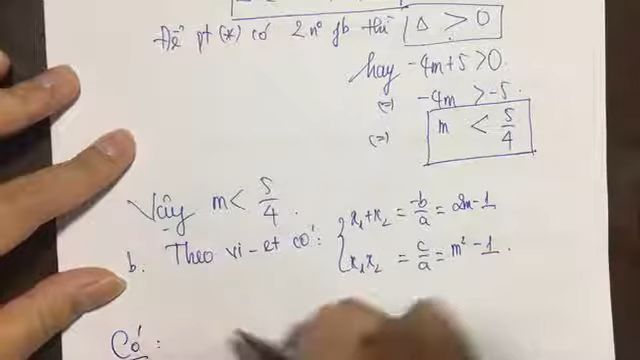 Để pt (*) có 2 n° pb thì Δ > 0
hay -4m+5 >0.
(=) -4m > -5.
(=) m < 5/4
Vậy m < 5/4.
b. Theo vi-et có: { x₁+x₂ = -b/a = 2m-1
x₁x₂ = c/a = m²-1.
Có: